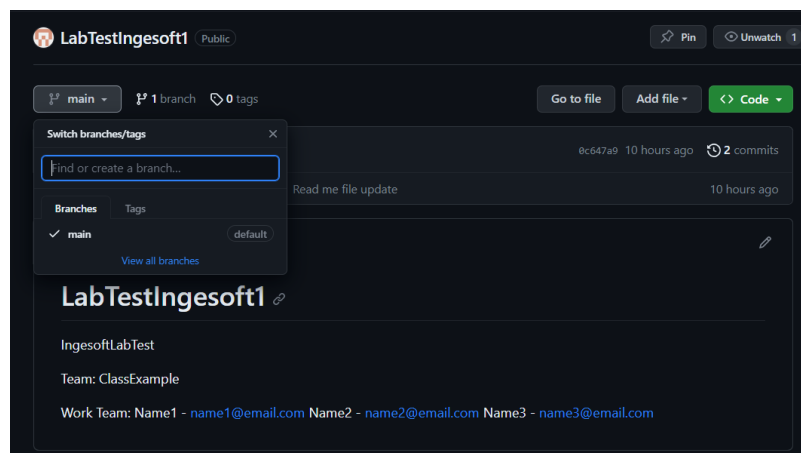 LabTestIngesoft1 Public Pin Unwatch 1
main 1 branch 0 tags Go to file Add file <> Code
Switch branches/tags
Find or create a branch...
8c647a9 10 hours ago 2 commits
Read me file update 10 hours ago
Branches Tags
main default
View all branches
LabTestIngesoft1
IngesoftLabTest
Team: ClassExample
Work Team: Name1 - name1@email.com Name2 - name2@email.com Name3 - name3@email.com